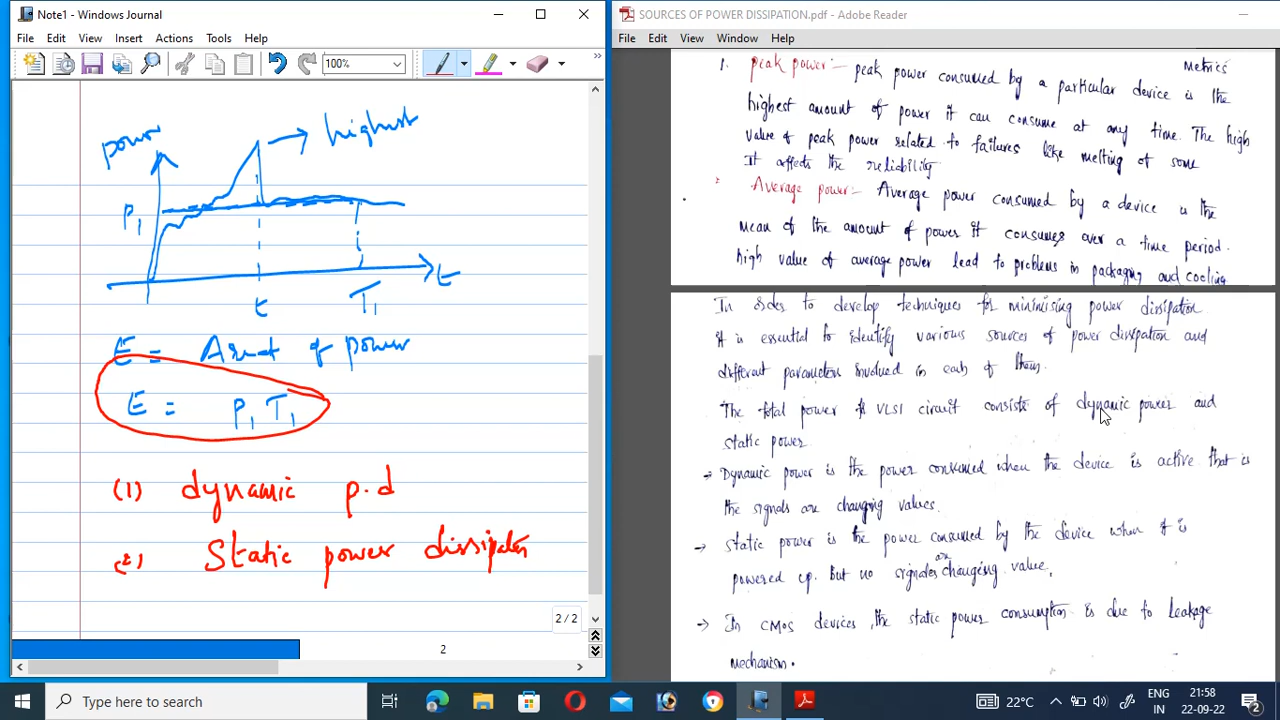 Note1 - Windows Journal
File Edit View Insert Actions Tools Help
100%
power
highest
P1
t
T1
t
E = Area of power
E = P1 T1
(1) dynamic p.d
(2) Static power dissipation
2 / 2
2
SOURCES OF POWER DISSIPATION.pdf - Adobe Reader
File Edit View Window Help
Metrics
1. peak power:- peak power consumed by a particular device is the
highest amount of power it can consume at any time. The high
value of peak power related to failures like melting of some
It affects the reliability
2 Average power:- Average power consumed by a device is the
mean of the amount of power it consumes over a time period.
high value of average power lead to problems in packaging and cooling
In order to develop techniques for minimising power dissipation
it is essential to identify various sources of power dissipation and
different parameters involved in each of them.
The total power of VLSI circuit consists of dynamic power and
static power
→ Dynamic power is the power consumed when the device is active that is
the signals are changing values.
→ static power is the power consumed by the device when it is
powered up. But no signales are changeing value.
→ In CMOS devices, the static power consumption is due to leakage
mechanism.
Type here to search
22°C
ENG
IN
21:58
22-09-22
2